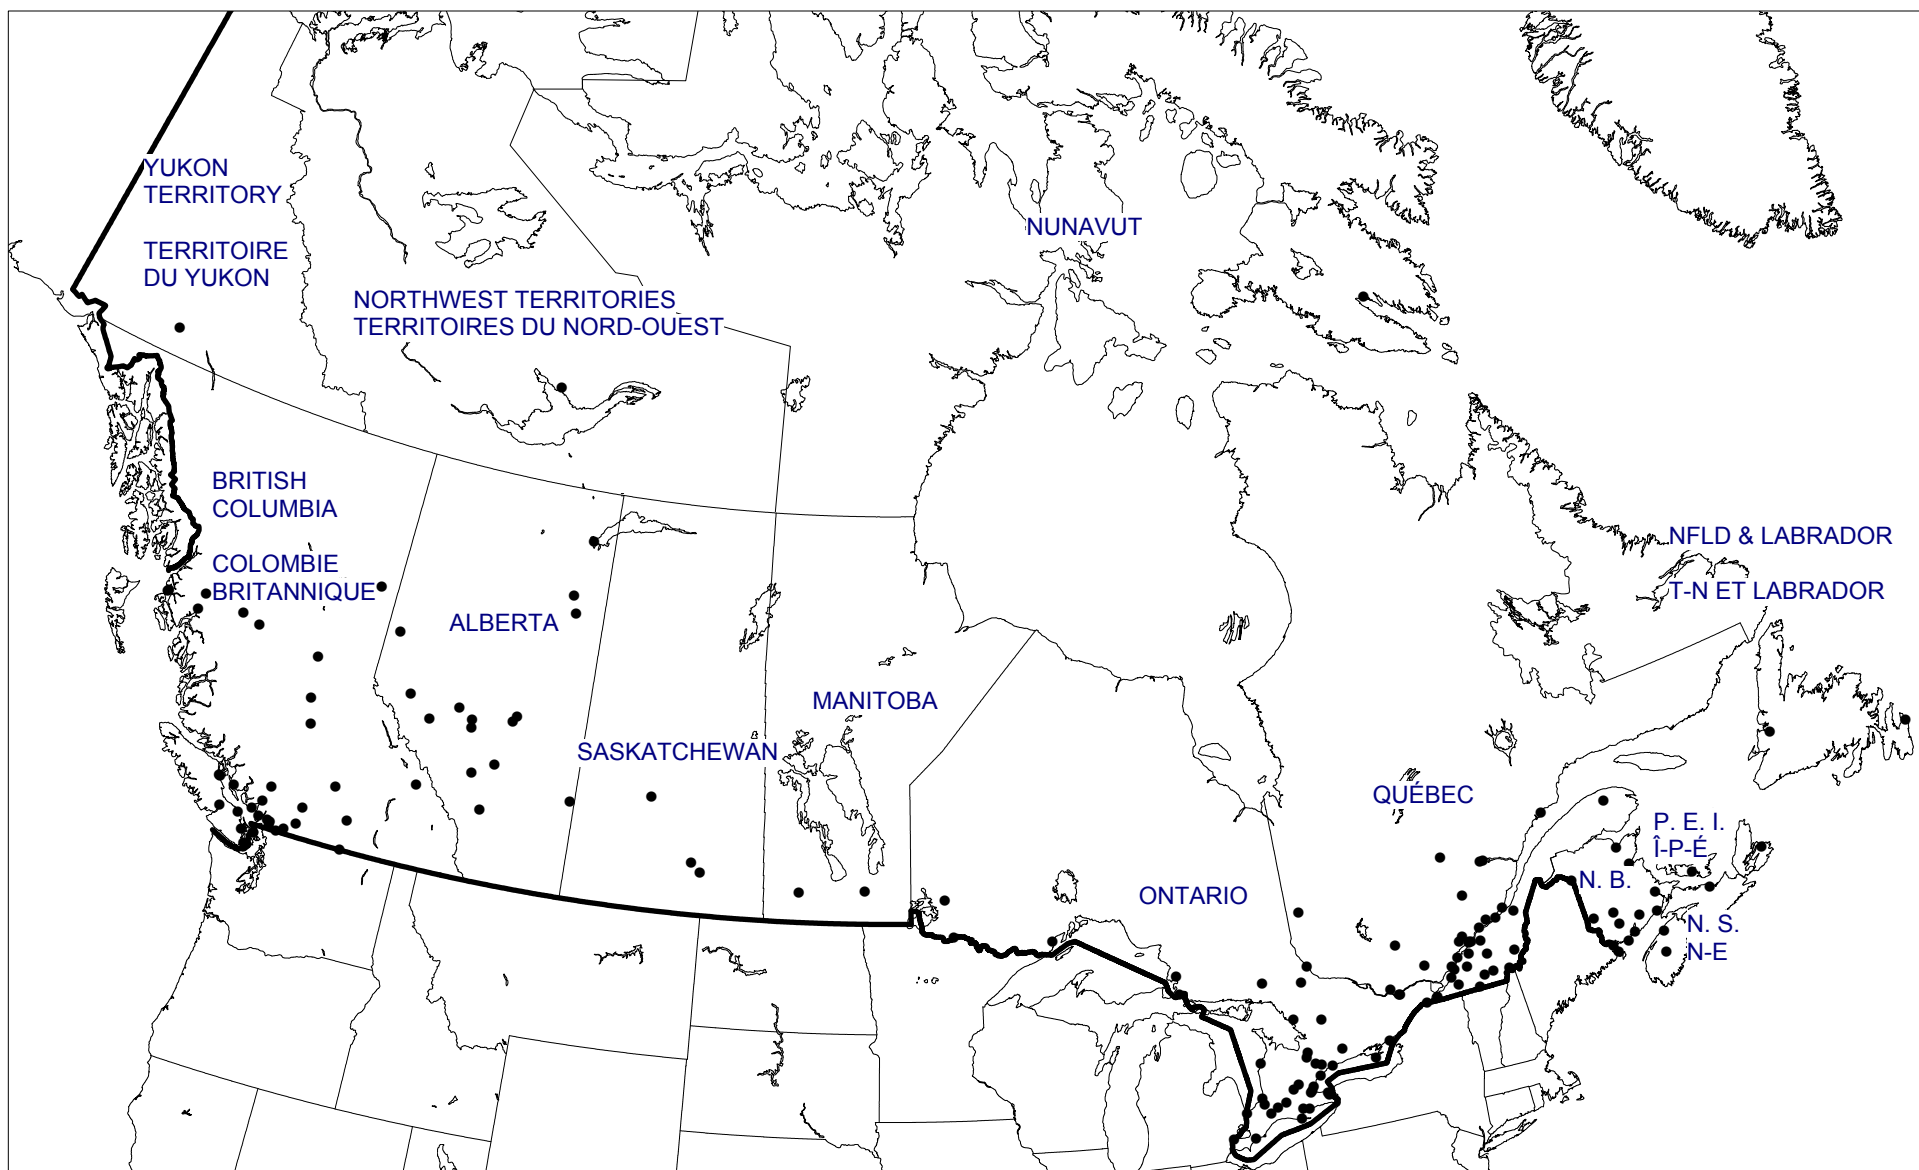 YUKON
TERRITORY
TERRITOIRE
DU YUKON
NORTHWEST TERRITORIES
TERRITOIRES DU NORD-OUEST
NUNAVUT
BRITISH
COLUMBIA
COLOMBIE
BRITANNIQUE
ALBERTA
SASKATCHEWAN
MANITOBA
ONTARIO
QUÉBEC
NFLD & LABRADOR
T-N ET LABRADOR
P. E. I.
Î-P-É
N. B.
N. S.
N-E